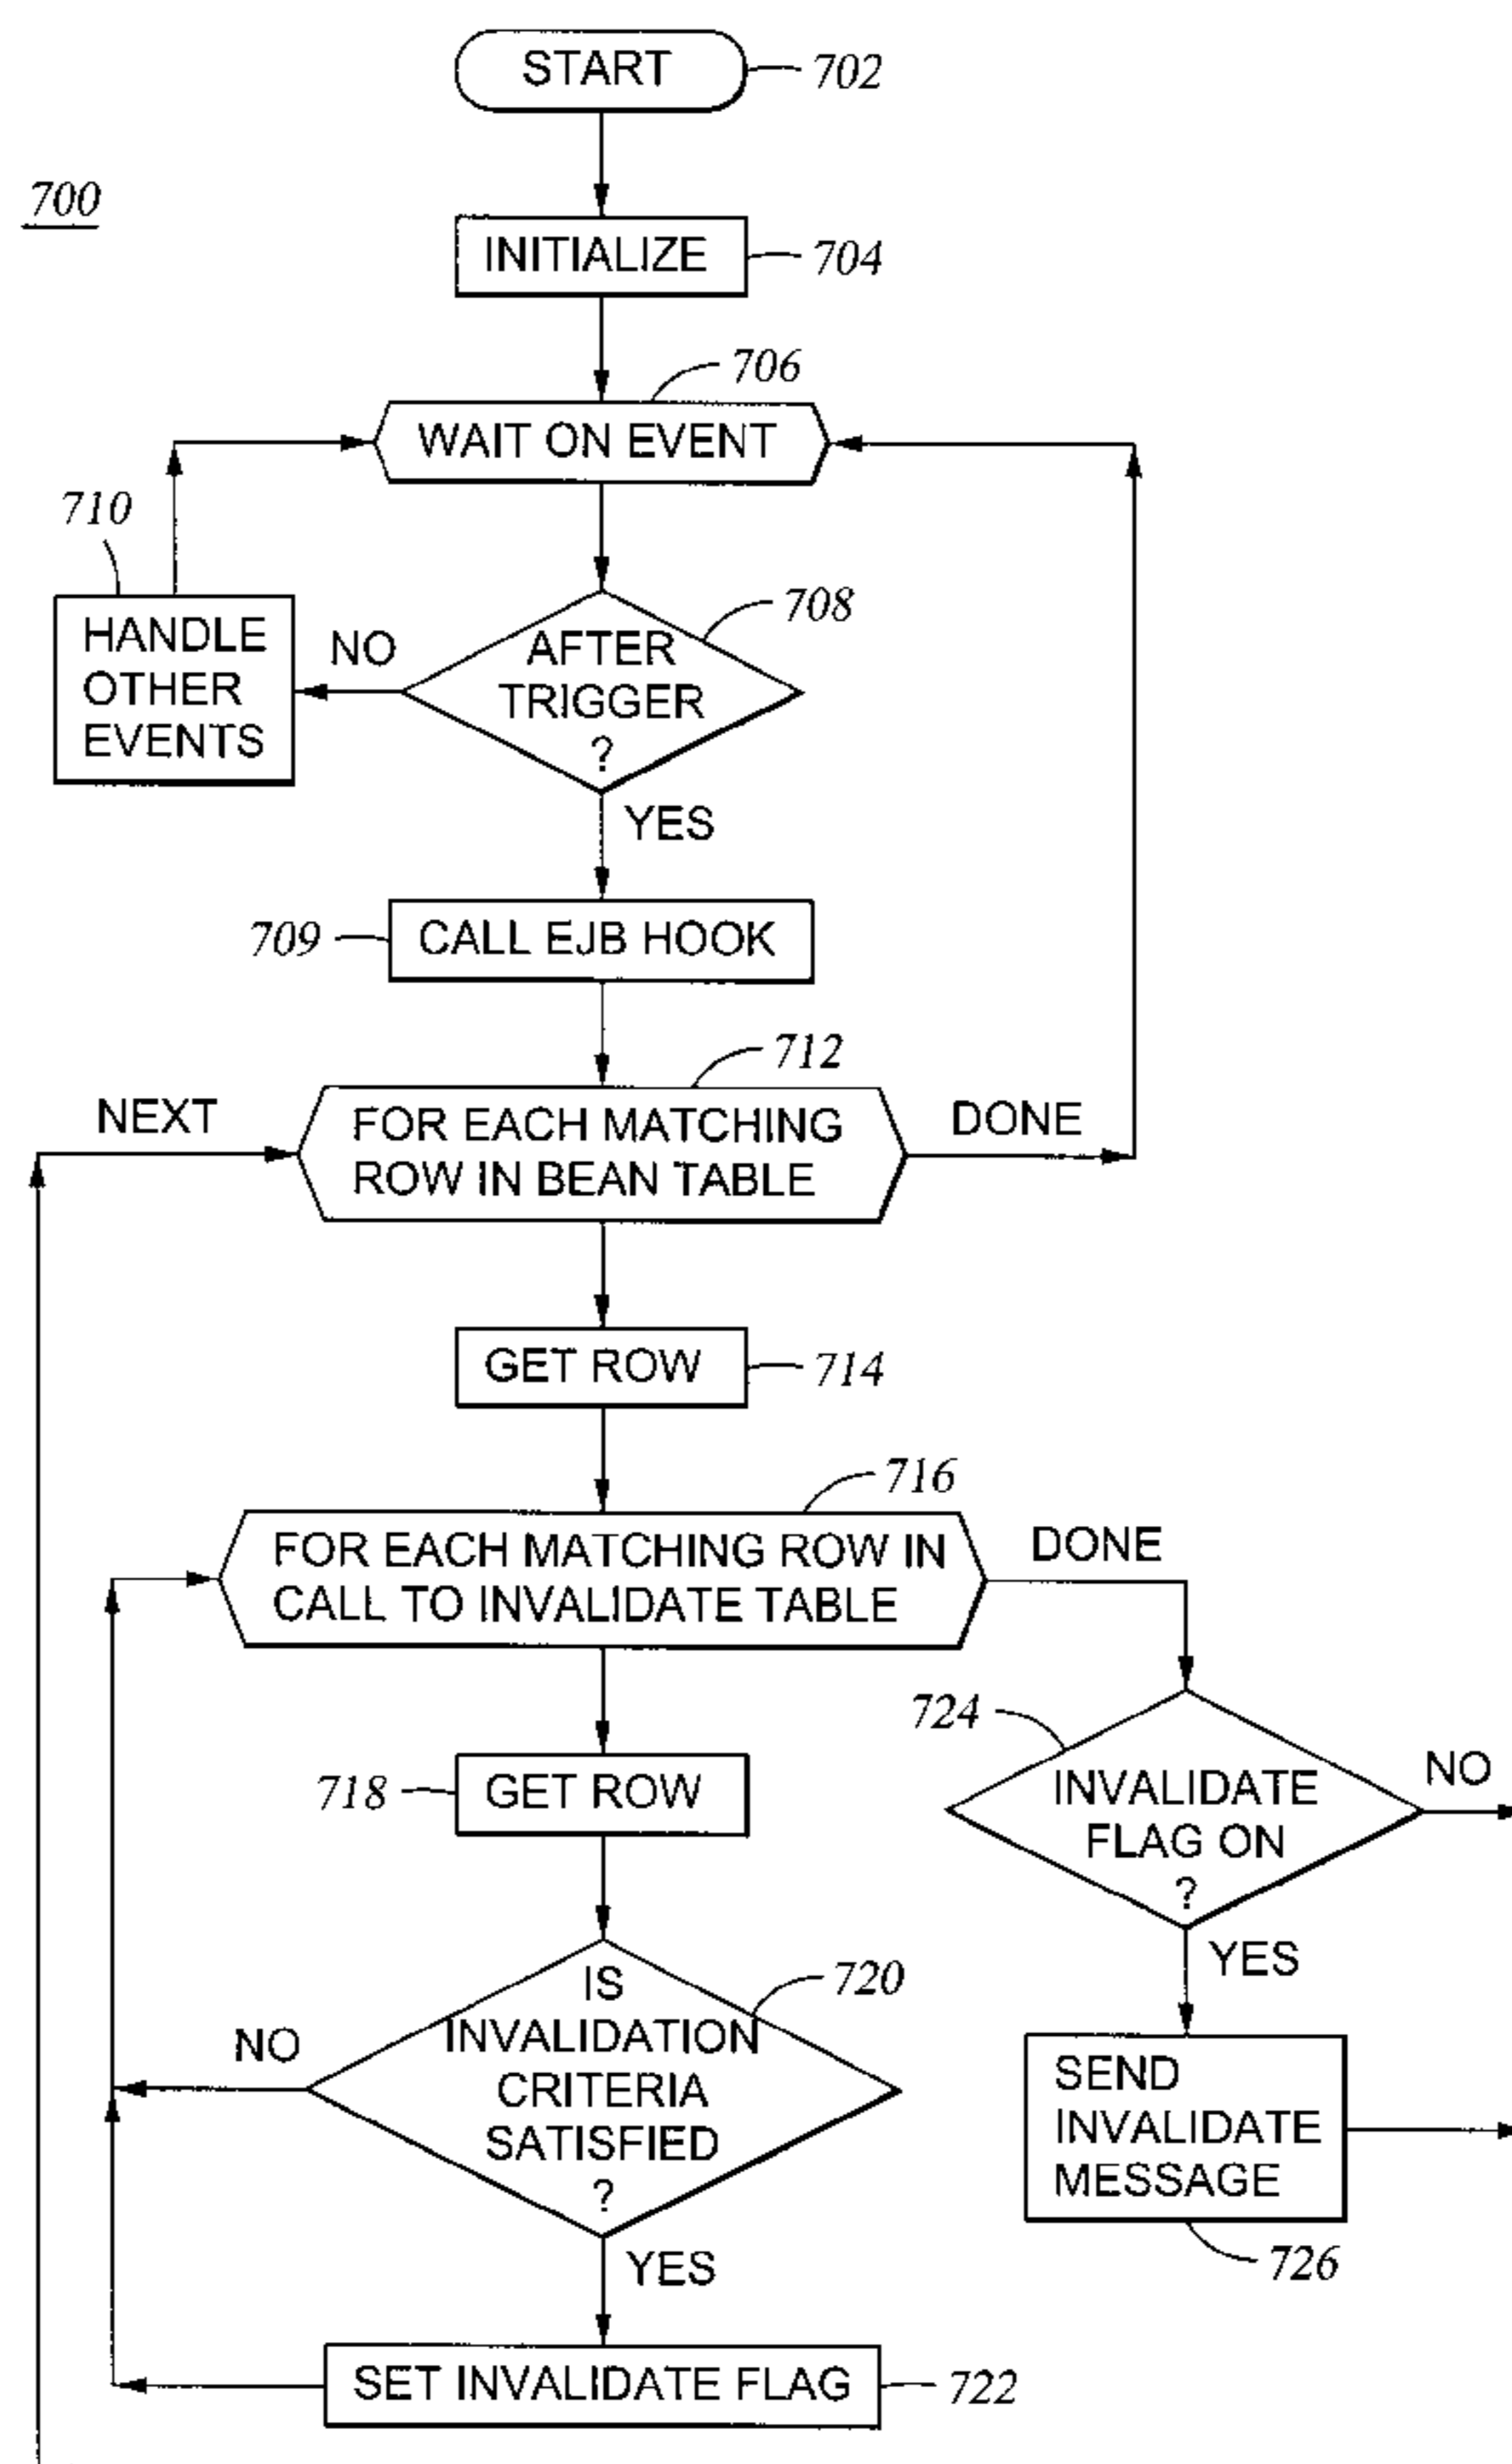 START
702
700
INITIALIZE
704
706
WAIT ON EVENT
710
HANDLE
OTHER
EVENTS
NO
AFTER
TRIGGER
?
708
YES
709
CALL EJB HOOK
712
NEXT
FOR EACH MATCHING
ROW IN BEAN TABLE
DONE
GET ROW
714
716
FOR EACH MATCHING ROW IN
CALL TO INVALIDATE TABLE
DONE
718
GET ROW
724
INVALIDATE
FLAG ON
?
NO
YES
720
IS
INVALIDATION
CRITERIA
SATISFIED
?
NO
YES
SEND
INVALIDATE
MESSAGE
726
SET INVALIDATE FLAG
722